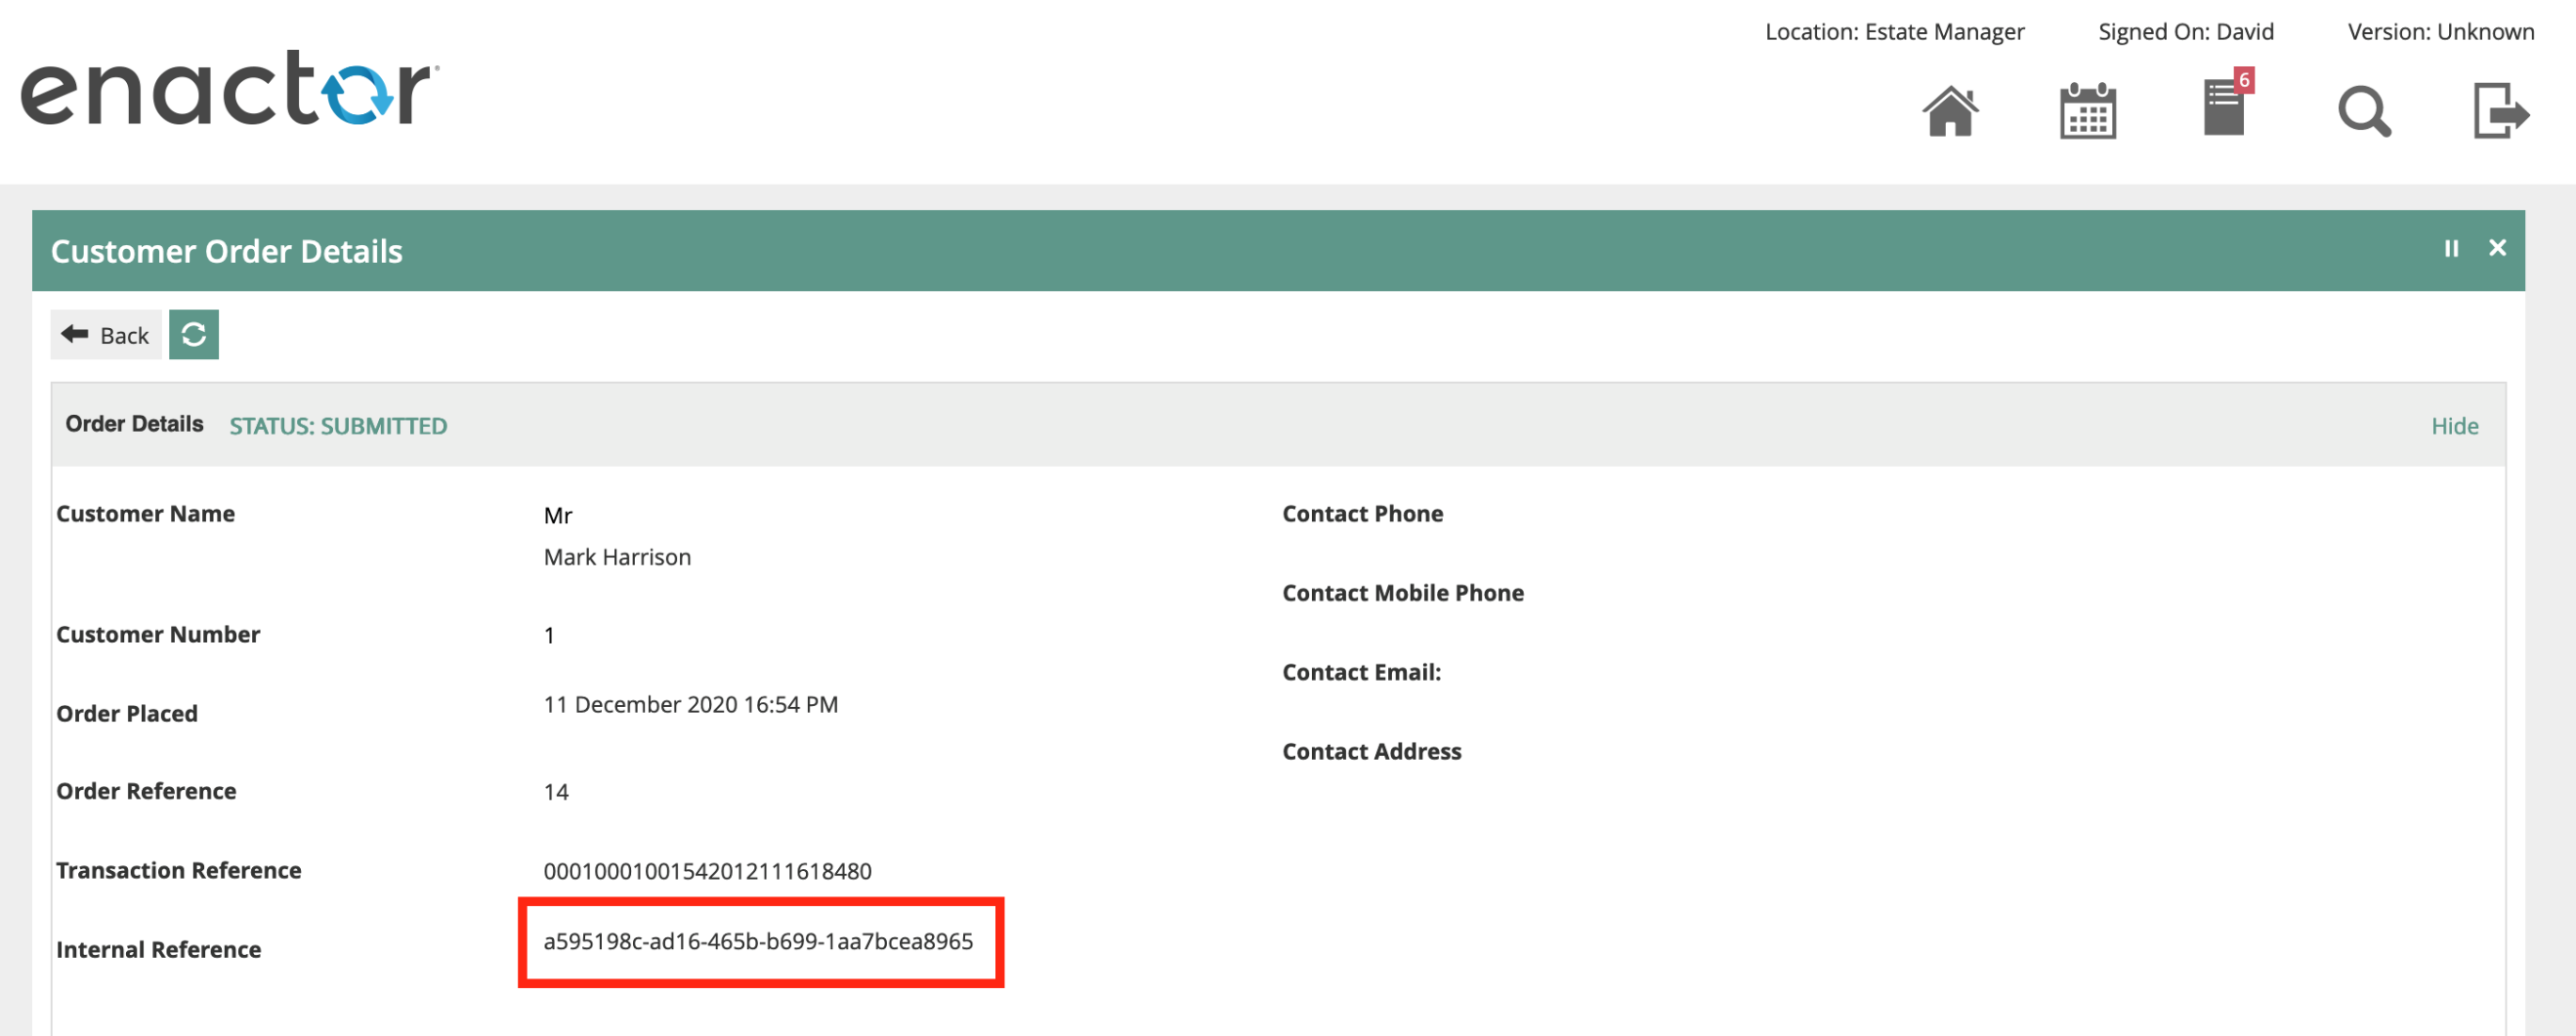 Location: Estate Manager Signed On: David Version: Unknown
enactor
6
Customer Order Details
Back
Order Details STATUS: SUBMITTED Hide
Customer Name Mr Contact Phone
Mark Harrison
Contact Mobile Phone
Customer Number 1
Contact Email:
Order Placed 11 December 2020 16:54 PM
Contact Address
Order Reference 14
Transaction Reference 000100010015420121116184​80
Internal Reference a595198c-ad16-465b-b699-1aa7bcea8965